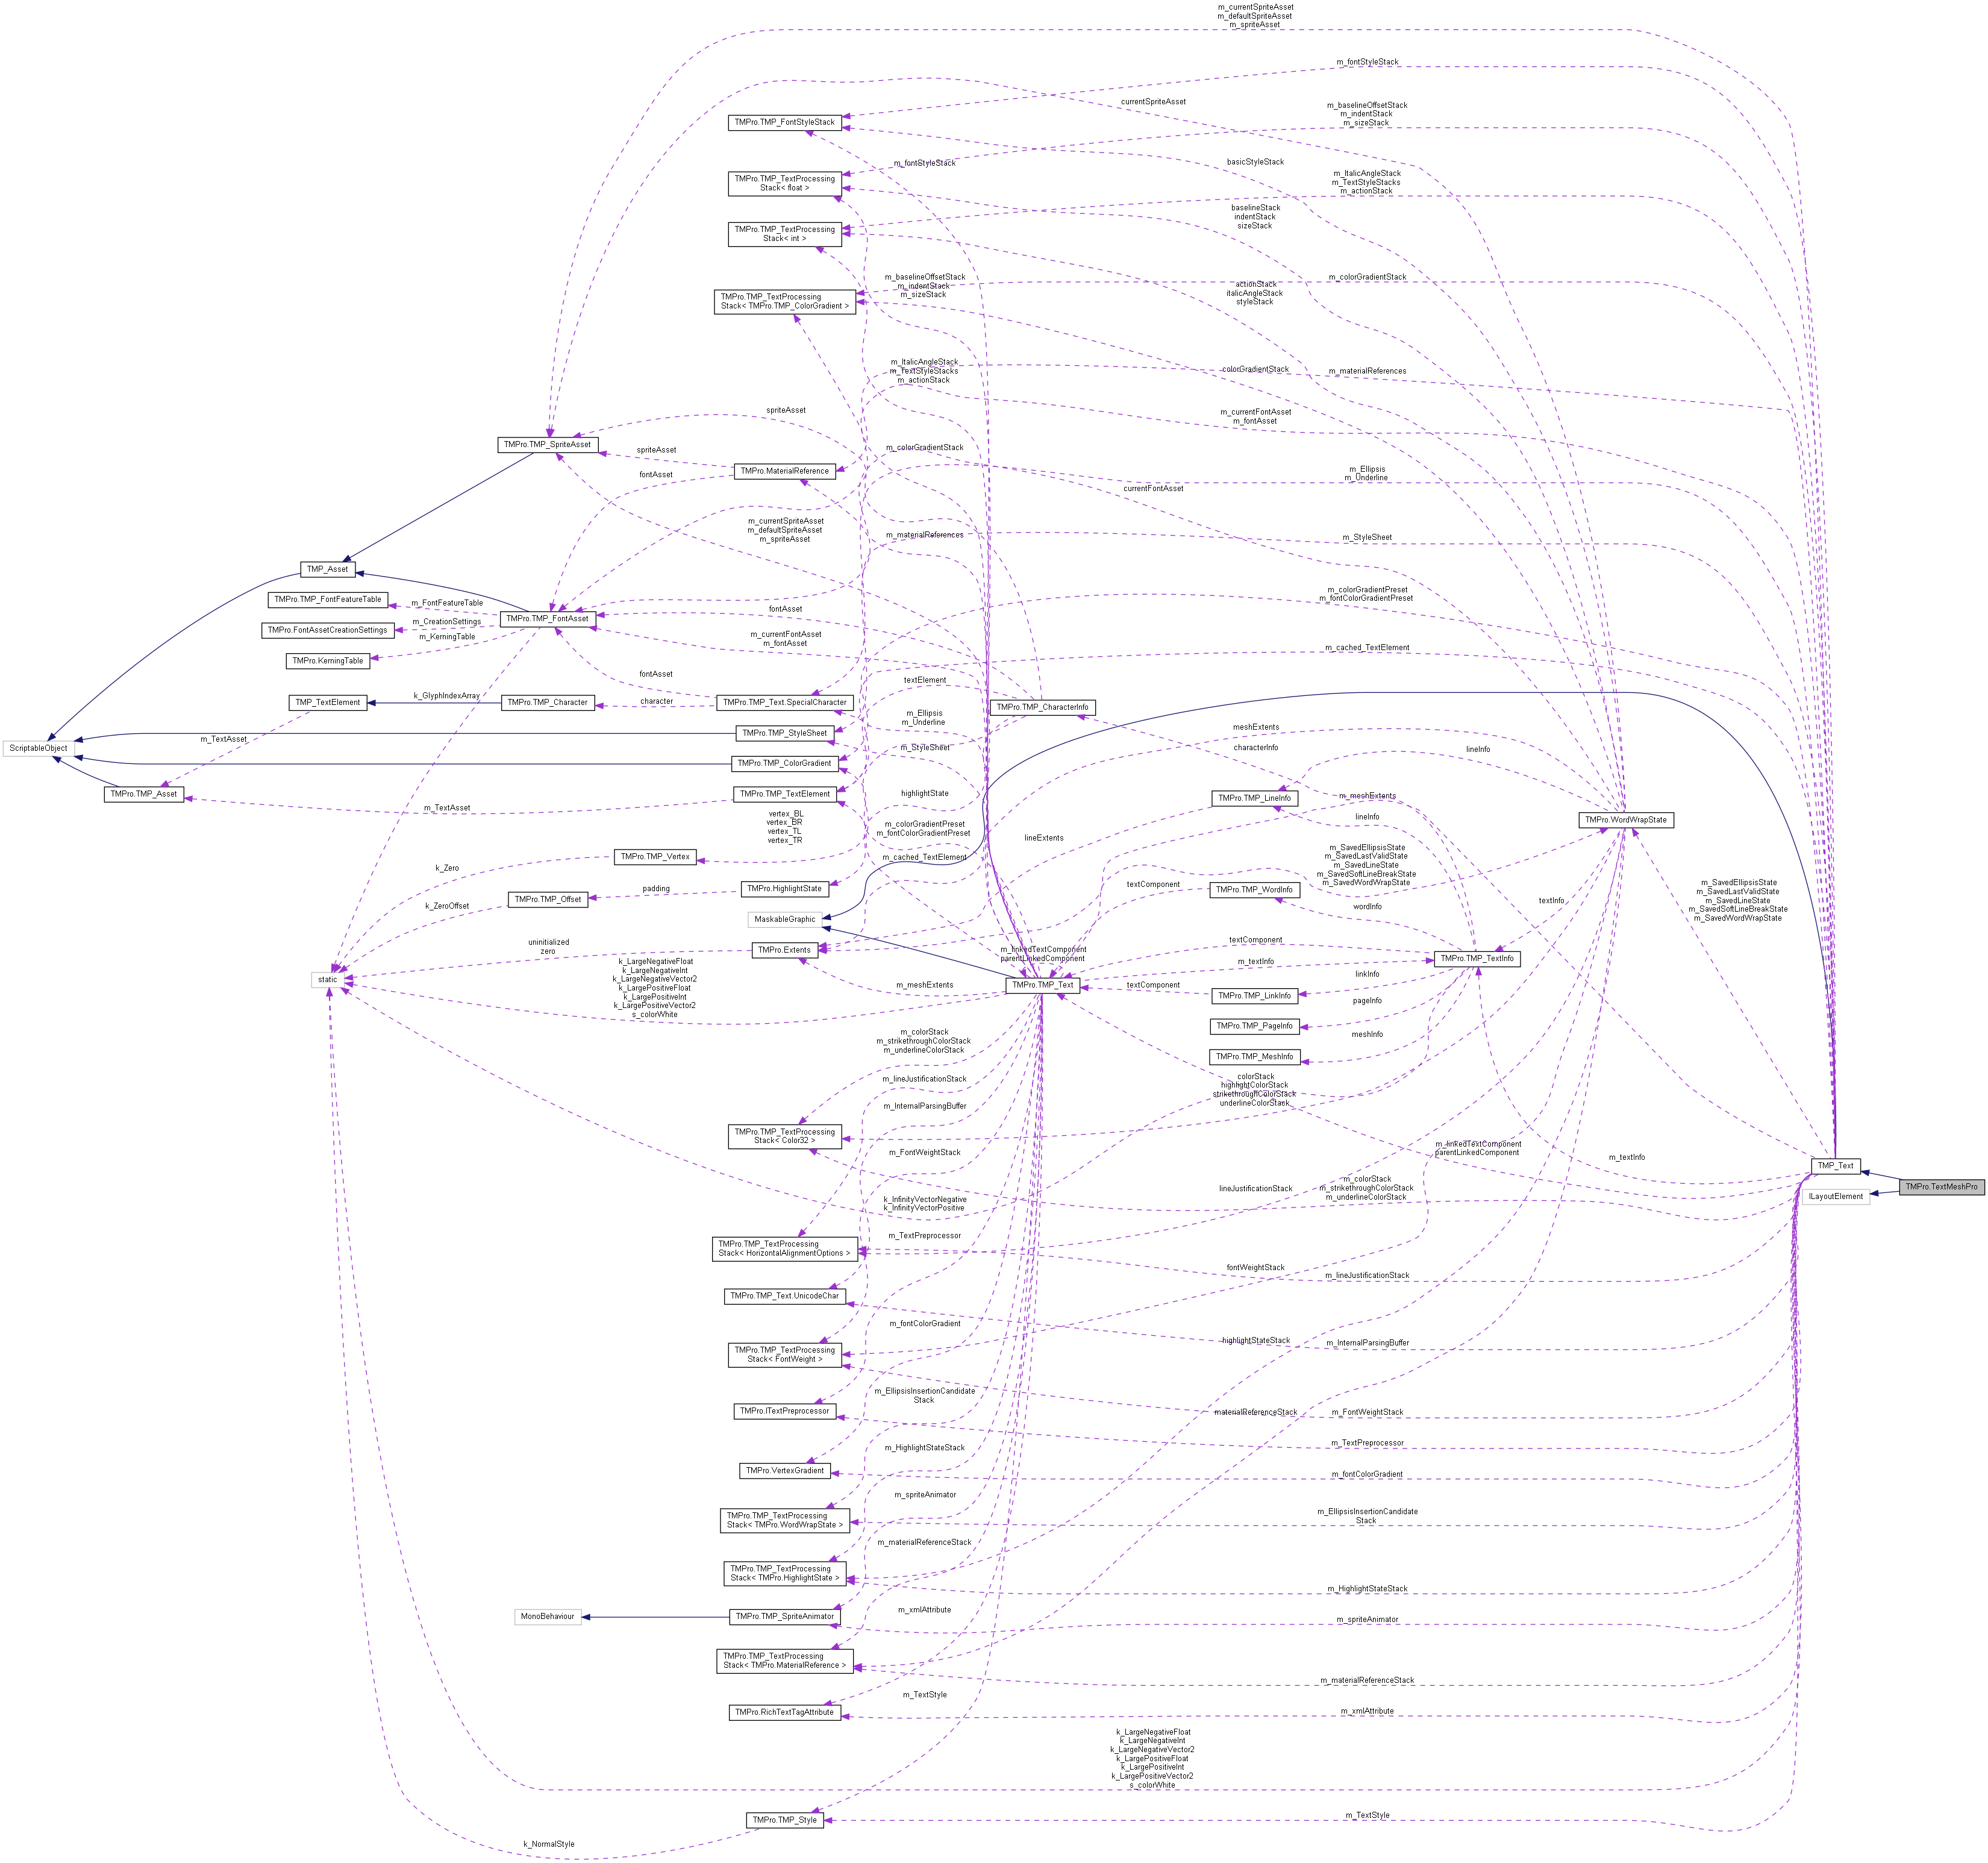 m_currentSpriteAsset
m_defaultSpriteAsset
m_spriteAsset
m_fontStyleStack
currentSpriteAsset
m_baselineOffsetStack
m_indentStack
m_sizeStack
TMPro.TMP_FontStyleStack
m_fontStyleStack
basicStyleStack
TMPro.TMP_TextProcessing
Stack< float >
m_ItalicAngleStack
m_TextStyleStacks
m_actionStack
baselineStack
indentStack
sizeStack
TMPro.TMP_TextProcessing
Stack< int >
m_baselineOffsetStack
m_indentStack
m_sizeStack
m_colorGradientStack
actionStack
italicAngleStack
styleStack
TMPro.TMP_TextProcessing
Stack< TMPro.TMP_ColorGradient >
m_ItalicAngleStack
m_TextStyleStacks
m_actionStack
colorGradientStack
m_materialReferences
spriteAsset
m_currentFontAsset
m_fontAsset
TMPro.TMP_SpriteAsset
spriteAsset
m_colorGradientStack
TMPro.MaterialReference
fontAsset
m_Ellipsis
m_Underline
currentFontAsset
m_currentSpriteAsset
m_defaultSpriteAsset
m_spriteAsset
m_materialReferences
m_StyleSheet
TMP_Asset
TMPro.TMP_FontFeatureTable
m_FontFeatureTable
TMPro.TMP_FontAsset
fontAsset
m_colorGradientPreset
m_fontColorGradientPreset
TMPro.FontAssetCreationSettings
m_CreationSettings
m_KerningTable
m_currentFontAsset
m_fontAsset
m_cached_TextElement
TMPro.KerningTable
fontAsset
textElement
k_GlyphIndexArray
TMP_TextElement
TMPro.TMP_Character
character
TMPro.TMP_Text.SpecialCharacter
TMPro.TMP_CharacterInfo
m_Ellipsis
m_Underline
meshExtents
m_TextAsset
TMPro.TMP_StyleSheet
ScriptableObject
m_StyleSheet
characterInfo
lineInfo
TMPro.TMP_ColorGradient
TMPro.TMP_Asset
m_TextAsset
TMPro.TMP_TextElement
highlightState
TMPro.TMP_LineInfo
m_meshExtents
vertex_BL
vertex_BR
vertex_TL
vertex_TR
m_colorGradientPreset
m_fontColorGradientPreset
lineExtents
lineInfo
TMPro.WordWrapState
k_Zero
TMPro.TMP_Vertex
m_cached_TextElement
m_SavedEllipsisState
m_SavedLastValidState
m_SavedLineState
m_SavedSoftLineBreakState
m_SavedWordWrapState
padding
TMPro.HighlightState
textComponent
TMPro.TMP_WordInfo
m_SavedEllipsisState
m_SavedLastValidState
m_SavedLineState
m_SavedSoftLineBreakState
m_SavedWordWrapState
textInfo
k_ZeroOffset
TMPro.TMP_Offset
MaskableGraphic
wordInfo
uninitialized
zero
TMPro.Extents
m_linkedTextComponent
parentLinkedComponent
textComponent
TMPro.TMP_TextInfo
static
k_LargeNegativeFloat
k_LargeNegativeInt
k_LargeNegativeVector2
k_LargePositiveFloat
k_LargePositiveInt
k_LargePositiveVector2
s_colorWhite
m_meshExtents
TMPro.TMP_Text
m_textInfo
textComponent
TMPro.TMP_LinkInfo
linkInfo
pageInfo
TMPro.TMP_PageInfo
meshInfo
m_colorStack
m_strikethroughColorStack
m_underlineColorStack
TMPro.TMP_MeshInfo
m_lineJustificationStack
colorStack
highlightColorStack
strikethroughColorStack
underlineColorStack
m_InternalParsingBuffer
TMPro.TMP_TextProcessing
Stack< Color32 >
m_FontWeightStack
m_linkedTextComponent
parentLinkedComponent
m_textInfo
TMP_Text
TMPro.TextMeshPro
ILayoutElement
k_InfinityVectorNegative
k_InfinityVectorPositive
lineJustificationStack
m_colorStack
m_strikethroughColorStack
m_underlineColorStack
m_TextPreprocessor
TMPro.TMP_TextProcessing
Stack< HorizontalAlignmentOptions >
fontWeightStack
m_lineJustificationStack
TMPro.TMP_Text.UnicodeChar
m_fontColorGradient
highlightStateStack
m_InternalParsingBuffer
TMPro.TMP_TextProcessing
Stack< FontWeight >
m_EllipsisInsertionCandidate
Stack
TMPro.ITextPreprocessor
materialReferenceStack
m_FontWeightStack
m_HighlightStateStack
m_TextPreprocessor
TMPro.VertexGradient
m_fontColorGradient
m_spriteAnimator
TMPro.TMP_TextProcessing
Stack< TMPro.WordWrapState >
m_EllipsisInsertionCandidate
Stack
m_materialReferenceStack
TMPro.TMP_TextProcessing
Stack< TMPro.HighlightState >
m_HighlightStateStack
MonoBehaviour
TMPro.TMP_SpriteAnimator
m_xmlAttribute
m_spriteAnimator
TMPro.TMP_TextProcessing
Stack< TMPro.MaterialReference >
m_materialReferenceStack
m_TextStyle
TMPro.RichTextTagAttribute
m_xmlAttribute
k_LargeNegativeFloat
k_LargeNegativeInt
k_LargeNegativeVector2
k_LargePositiveFloat
k_LargePositiveInt
k_LargePositiveVector2
s_colorWhite
TMPro.TMP_Style
m_TextStyle
k_NormalStyle